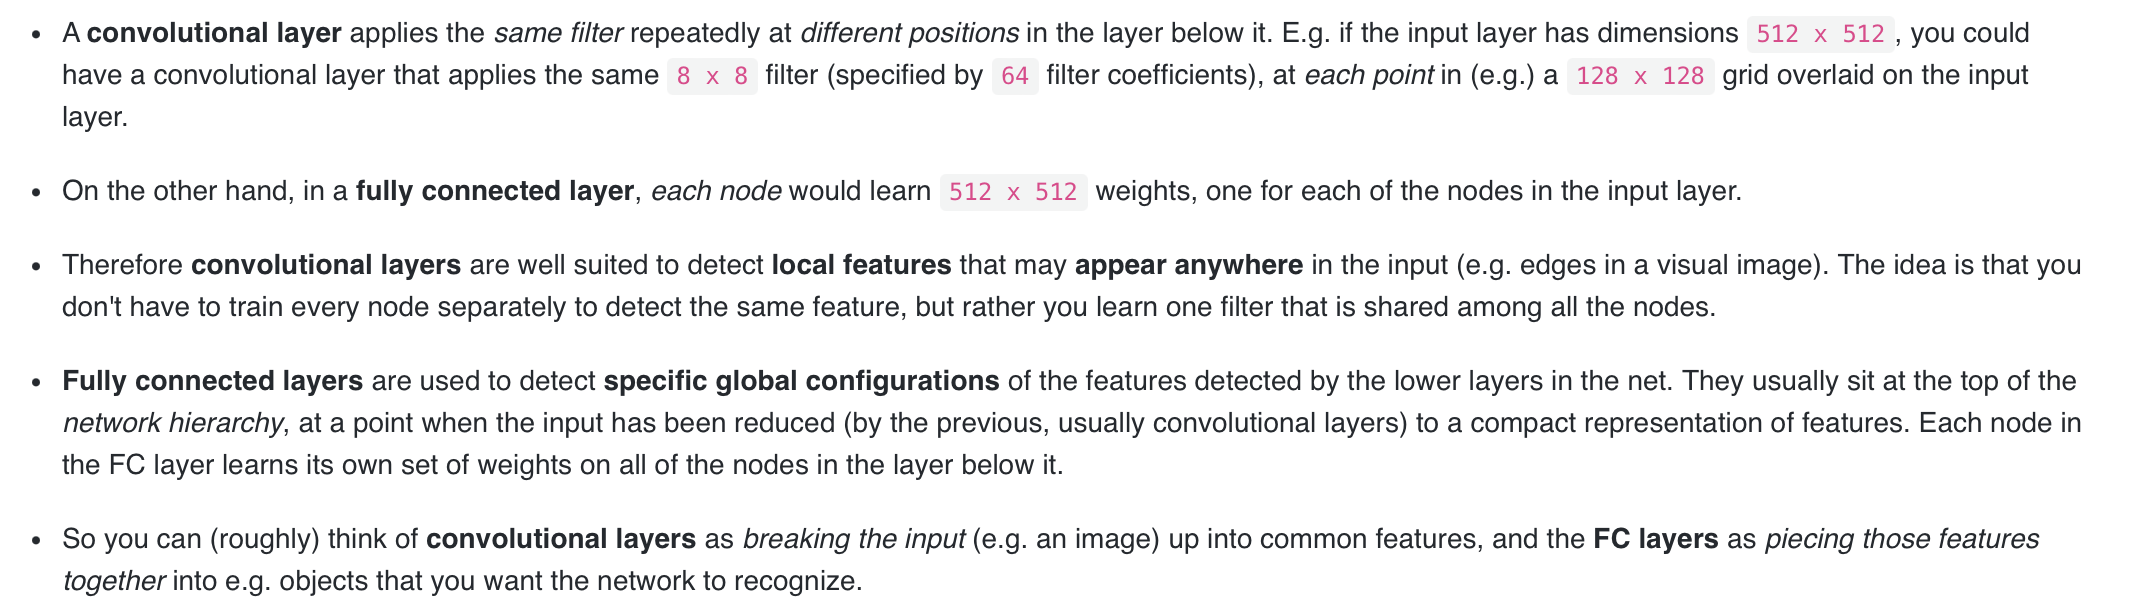 • A convolutional layer applies the same filter repeatedly at different positions in the layer below it. E.g. if the input layer has dimensions 512 x 512, you could
have a convolutional layer that applies the same 8 x 8 filter (specified by 64 filter coefficients), at each point in (e.g.) a 128 x 128 grid overlaid on the input
layer.
• On the other hand, in a fully connected layer, each node would learn 512 x 512 weights, one for each of the nodes in the input layer.
• Therefore convolutional layers are well suited to detect local features that may appear anywhere in the input (e.g. edges in a visual image). The idea is that you
don't have to train every node separately to detect the same feature, but rather you learn one filter that is shared among all the nodes.
• Fully connected layers are used to detect specific global configurations of the features detected by the lower layers in the net. They usually sit at the top of the
network hierarchy, at a point when the input has been reduced (by the previous, usually convolutional layers) to a compact representation of features. Each node in
the FC layer learns its own set of weights on all of the nodes in the layer below it.
• So you can (roughly) think of convolutional layers as breaking the input (e.g. an image) up into common features, and the FC layers as piecing those features
together into e.g. objects that you want the network to recognize.